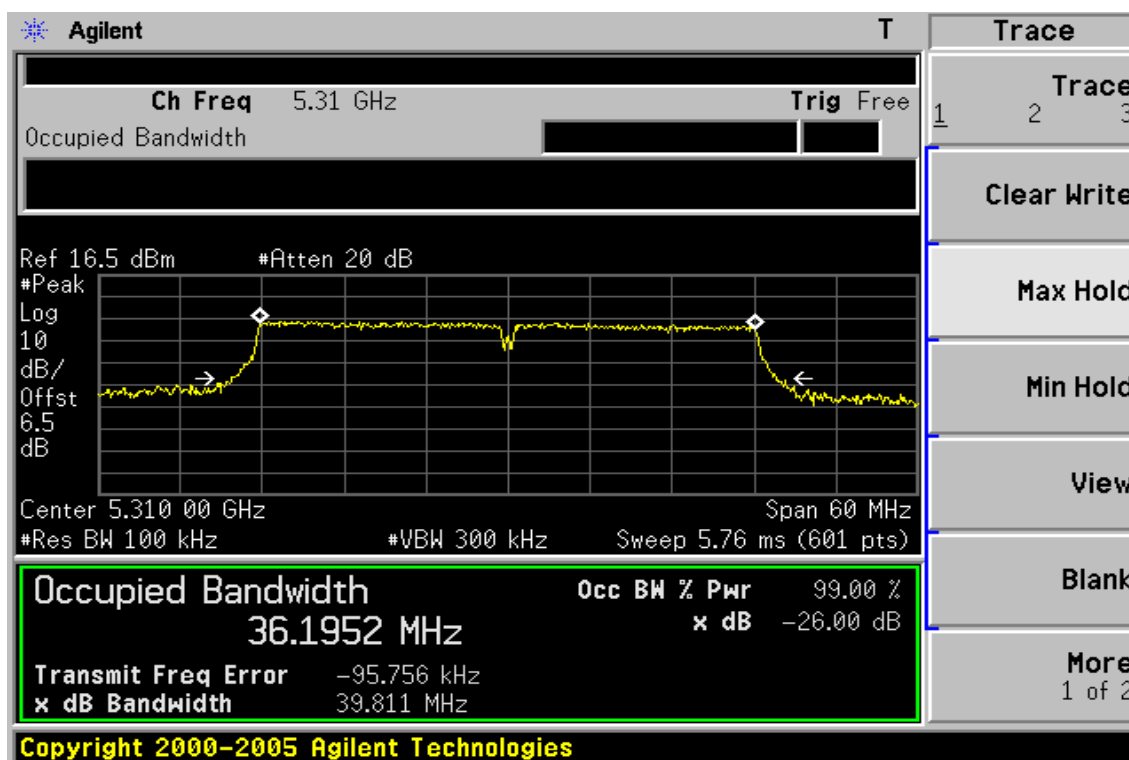 Agilent T Trace
Ch Freq 5.31 GHz Trig Free
Occupied Bandwidth
Trace
1 2 3
Clear Write
Max Hold
Min Hold
View
Blank
More
1 of 2
Ref 16.5 dBm #Atten 20 dB
#Peak
Log
10
dB/
Offst
6.5
dB
Center 5.310 00 GHz Span 60 MHz
#Res BW 100 kHz #VBW 300 kHz Sweep 5.76 ms (601 pts)
Occupied Bandwidth Occ BW % Pwr 99.00 %
36.1952 MHz x dB -26.00 dB
Transmit Freq Error -95.756 kHz
x dB Bandwidth 39.811 MHz
Copyright 2000-2005 Agilent Technologies